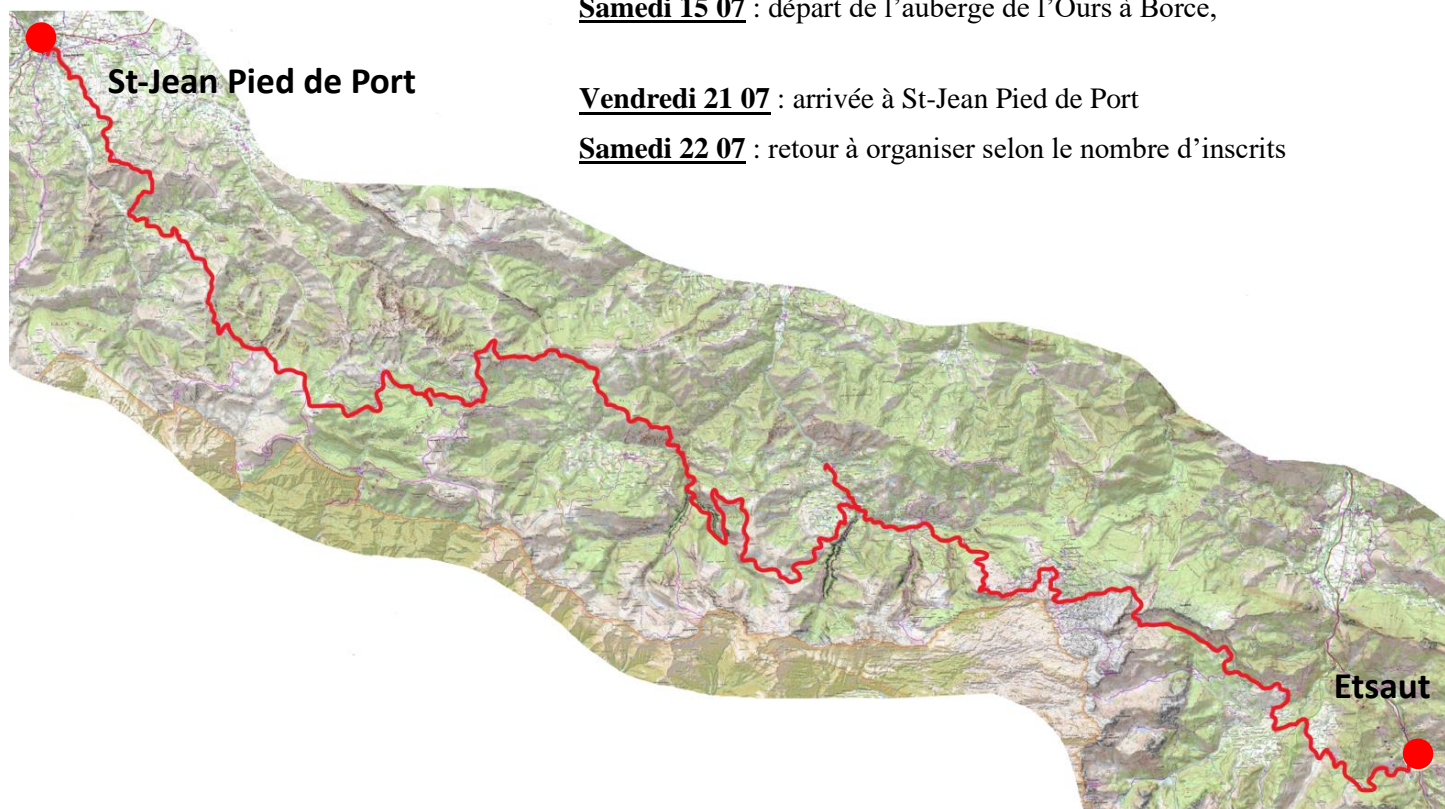 Samedi 15 07 : départ de l’auberge de l’Ours à Borce,
St-Jean Pied de Port
Vendredi 21 07 : arrivée à St-Jean Pied de Port
Samedi 22 07 : retour à organiser selon le nombre d’inscrits
Etsaut